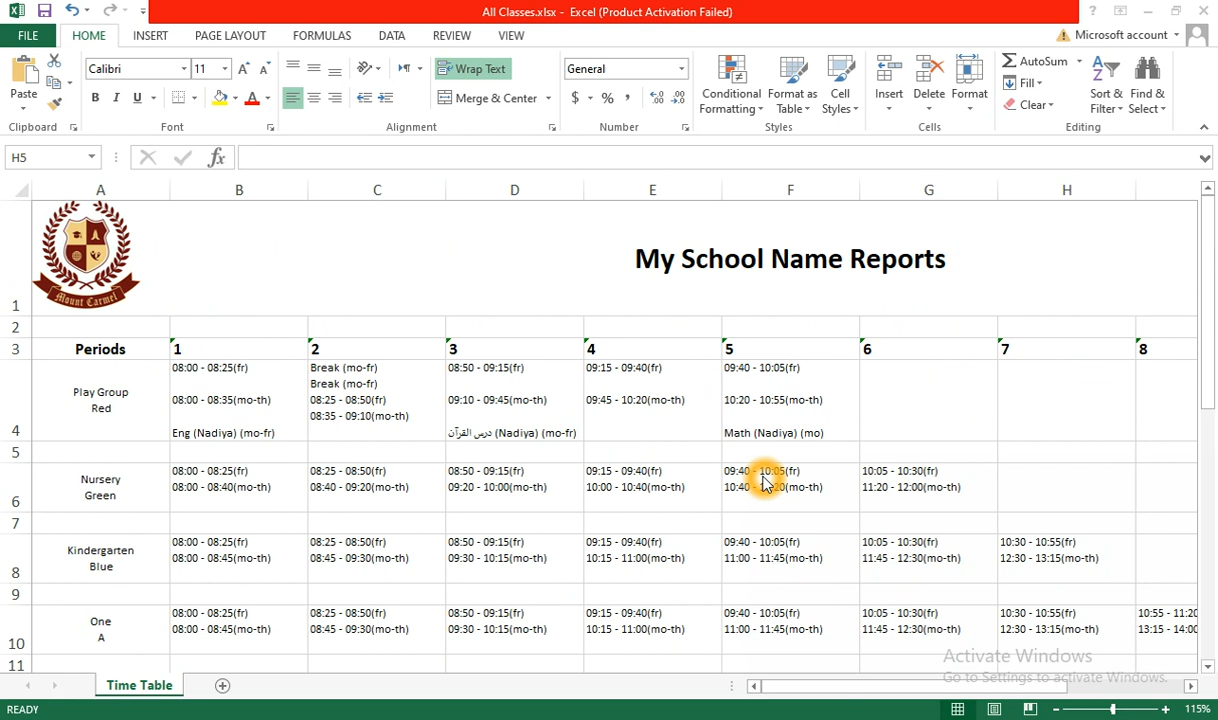 All Classes.xlsx - Excel (Product Activation Failed)
FILE HOME INSERT PAGE LAYOUT FORMULAS DATA REVIEW VIEW Microsoft account
Paste Calibri 11 Wrap Text General Conditional Formatting Format as Table Cell Styles Insert Delete Format AutoSum Fill Clear Sort & Filter Find & Select
B I U Merge & Center $ % ,
Clipboard Font Alignment Number Styles Cells Editing
H5 fx
A B C D E F G H
Mount Carmel
My School Name Reports
1
2
3 Periods 1 2 3 4 5 6 7 8
08:00 - 08:25(fr) Break (mo-fr) 08:50 - 09:15(fr) 09:15 - 09:40(fr) 09:40 - 10:05(fr)
Break (mo-fr)
Play Group 08:00 - 08:35(mo-th) 08:25 - 08:50(fr) 09:10 - 09:45(mo-th) 09:45 - 10:20(mo-th) 10:20 - 10:55(mo-th)
Red 08:35 - 09:10(mo-th)
4 Eng (Nadiya) (mo-fr) درس القرآن (Nadiya) (mo-fr) Math (Nadiya) (mo)
5
Nursery 08:00 - 08:25(fr) 08:25 - 08:50(fr) 08:50 - 09:15(fr) 09:15 - 09:40(fr) 09:40 - 10:05(fr) 10:05 - 10:30(fr)
Green 08:00 - 08:40(mo-th) 08:40 - 09:20(mo-th) 09:20 - 10:00(mo-th) 10:00 - 10:40(mo-th) 10:40 - 11:20(mo-th) 11:20 - 12:00(mo-th)
6
7
Kindergarten 08:00 - 08:25(fr) 08:25 - 08:50(fr) 08:50 - 09:15(fr) 09:15 - 09:40(fr) 09:40 - 10:05(fr) 10:05 - 10:30(fr) 10:30 - 10:55(fr)
Blue 08:00 - 08:45(mo-th) 08:45 - 09:30(mo-th) 09:30 - 10:15(mo-th) 10:15 - 11:00(mo-th) 11:00 - 11:45(mo-th) 11:45 - 12:30(mo-th) 12:30 - 13:15(mo-th)
8
9
One 08:00 - 08:25(fr) 08:25 - 08:50(fr) 08:50 - 09:15(fr) 09:15 - 09:40(fr) 09:40 - 10:05(fr) 10:05 - 10:30(fr) 10:30 - 10:55(fr) 10:55 - 11:20
A 08:00 - 08:45(mo-th) 08:45 - 09:30(mo-th) 09:30 - 10:15(mo-th) 10:15 - 11:00(mo-th) 11:00 - 11:45(mo-th) 11:45 - 12:30(mo-th) 12:30 - 13:15(mo-th) 13:15 - 14:00
10
11
Activate Windows
Go to Settings to activate Windows.
Time Table
READY 115%